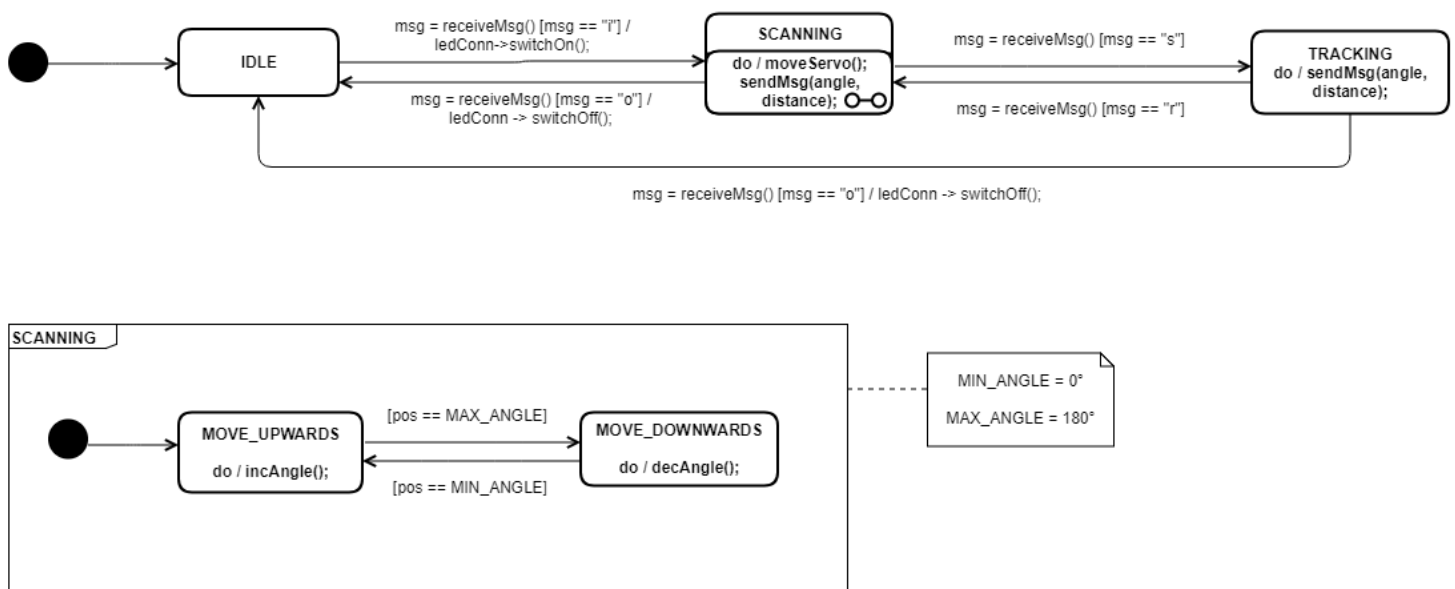 msg = receiveMsg() [msg == "i"] /
ledConn->switchOn();
IDLE
SCANNING
do / moveServo();
sendMsg(angle,
distance);
msg = receiveMsg() [msg == "s"]
TRACKING
do / sendMsg(angle,
distance);
msg = receiveMsg() [msg == "o"] /
ledConn -> switchOff();
msg = receiveMsg() [msg == "r"]
msg = receiveMsg() [msg == "o"] / ledConn -> switchOff();
SCANNING
MIN_ANGLE = 0°
MAX_ANGLE = 180°
MOVE_UPWARDS
do / incAngle();
[pos == MAX_ANGLE]
MOVE_DOWNWARDS
do / decAngle();
[pos == MIN_ANGLE]